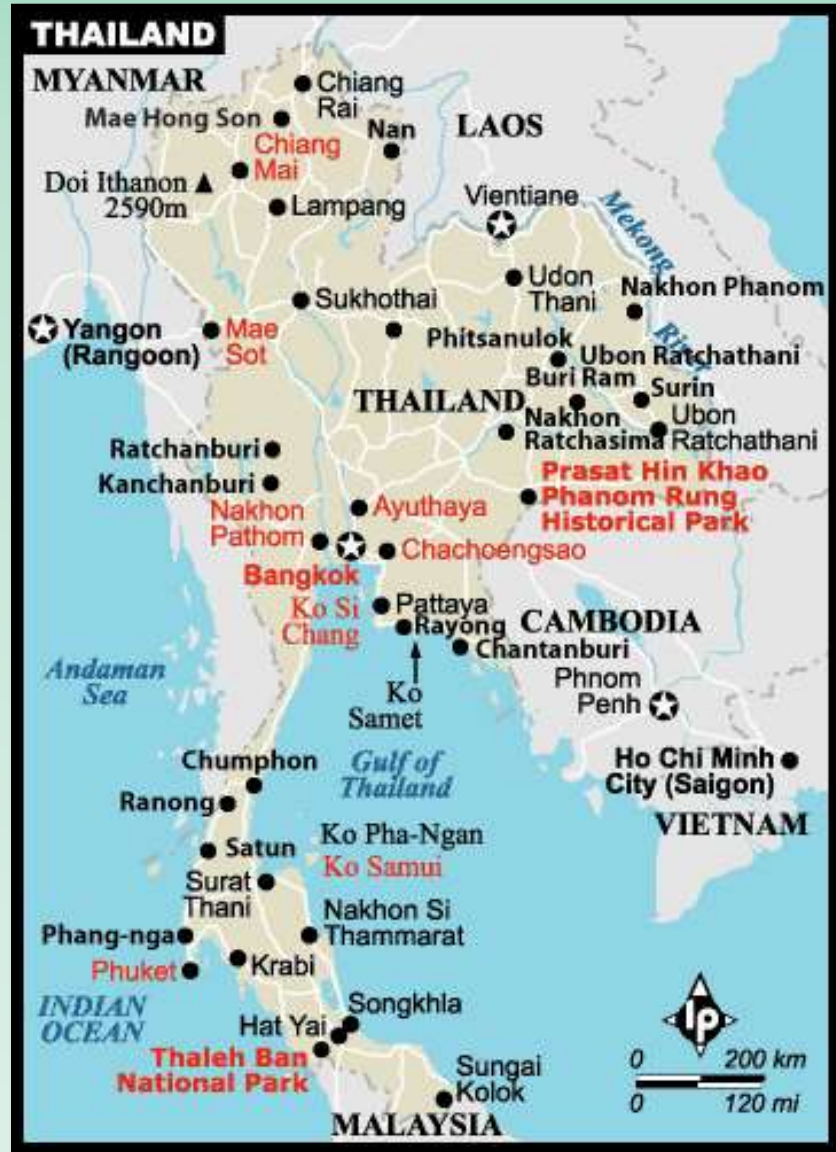 THAILAND
MYANMAR
Chiang
Rai
Mae Hong Son
Chiang
Mai
Nan
LAOS
Doi Ithanon
2590m
Lampang
Vientiane
Mekong
River
Udon
Thani
Nakhon Phanom
Sukhothai
Yangon
(Rangoon)
Mae
Sot
Phitsanulok
Ubon Ratchathani
Buri Ram
Surin
THAILAND
Nakhon
Ratchasima
Ubon
Ratchathani
Ratchanburi
Kanchanburi
Prasat Hin Khao
Phanom Rung
Historical Park
Nakhon
Pathom
Ayuthaya
Chachoengsao
Bangkok
Ko Si
Chang
Pattaya
Rayong
CAMBODIA
Chantanburi
Andaman
Sea
Ko
Samet
Phnom
Penh
Gulf of
Thailand
Chumphon
Ho Chi Minh
City (Saigon)
Ranong
VIETNAM
Ko Pha-Ngan
Satun
Ko Samui
Surat
Thani
Phang-nga
Nakhon Si
Thammarat
Phuket
Krabi
INDIAN
OCEAN
Songkhla
Hat Yai
Thaleh Ban
National Park
Sungai
Kolok
MALAYSIA
lp
0 200 km
0 120 mi